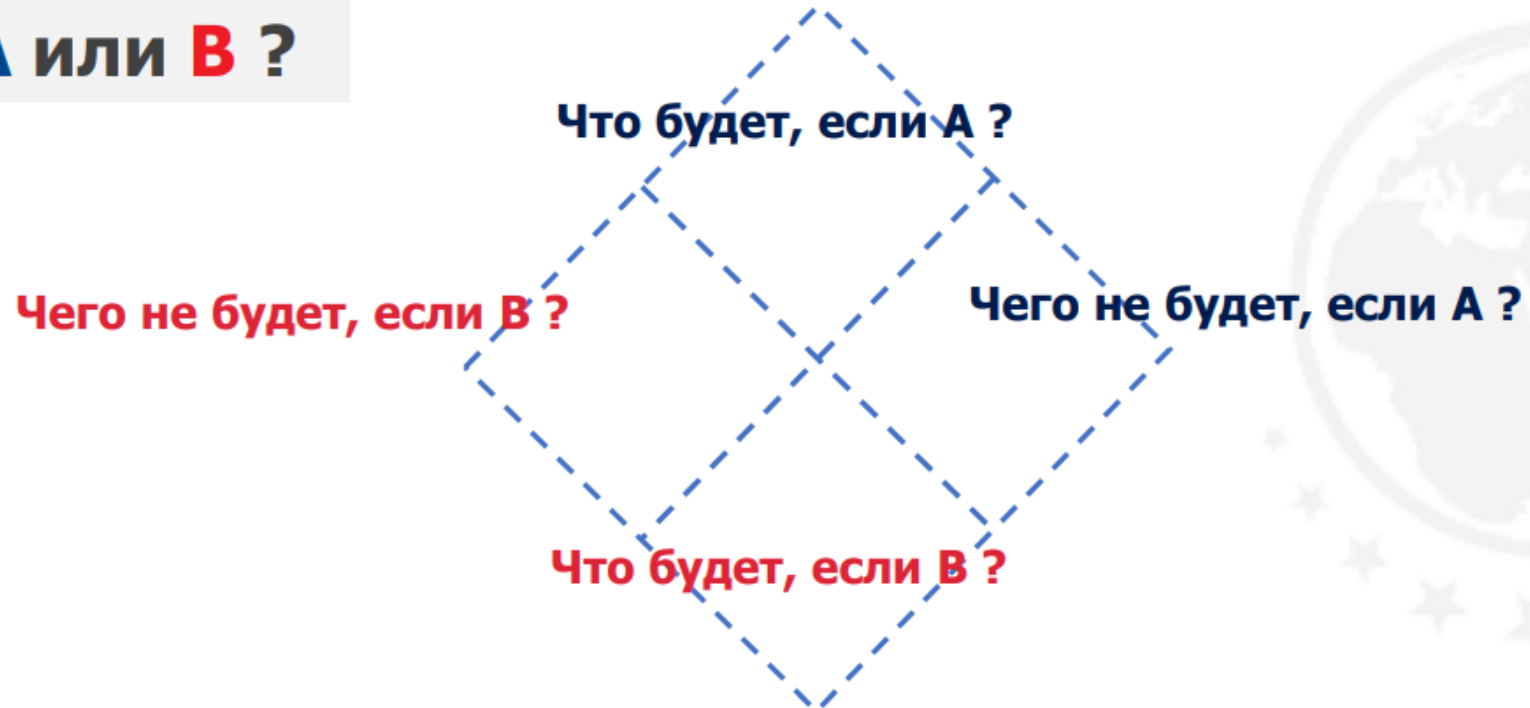 А или В ?
Что будет, если А ?
Чего не будет, если В ?
Чего не будет, если А ?
Что будет, если В ?